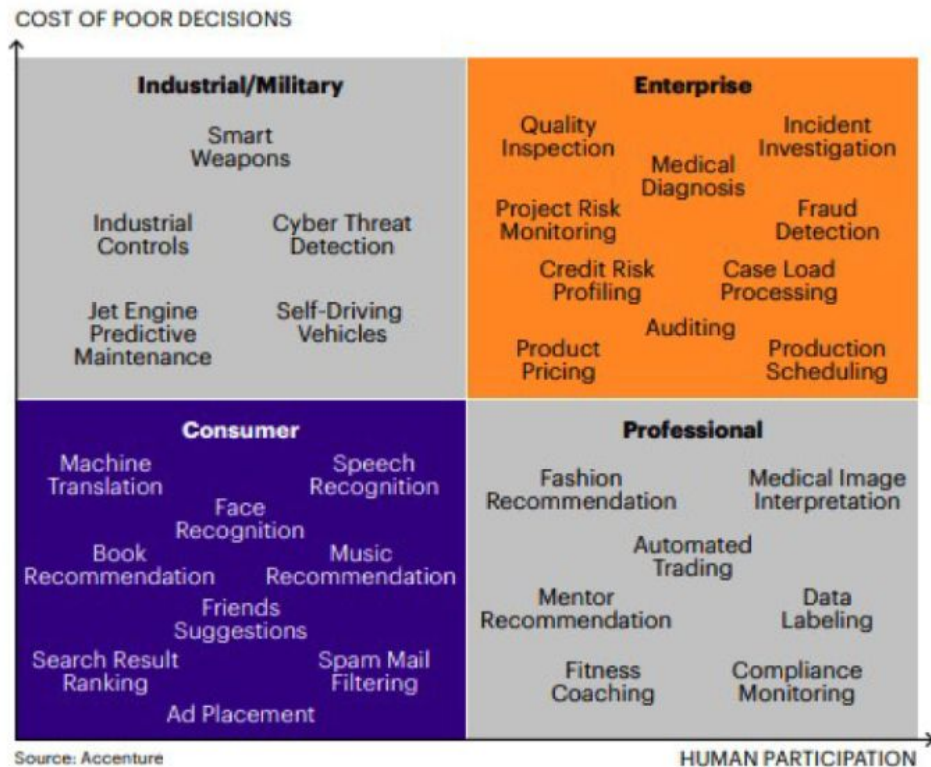 COST OF POOR DECISIONS
Industrial/Military
Smart
Weapons
Industrial
Controls
Cyber Threat
Detection
Jet Engine
Predictive
Maintenance
Self-Driving
Vehicles
Enterprise
Quality
Inspection
Incident
Investigation
Medical
Diagnosis
Project Risk
Monitoring
Fraud
Detection
Credit Risk
Profiling
Case Load
Processing
Auditing
Product
Pricing
Production
Scheduling
Consumer
Machine
Translation
Speech
Recognition
Face
Recognition
Book
Recommendation
Music
Recommendation
Friends
Suggestions
Search Result
Ranking
Spam Mail
Filtering
Ad Placement
Professional
Fashion
Recommendation
Medical Image
Interpretation
Automated
Trading
Mentor
Recommendation
Data
Labeling
Fitness
Coaching
Compliance
Monitoring
Source: Accenture
HUMAN PARTICIPATION